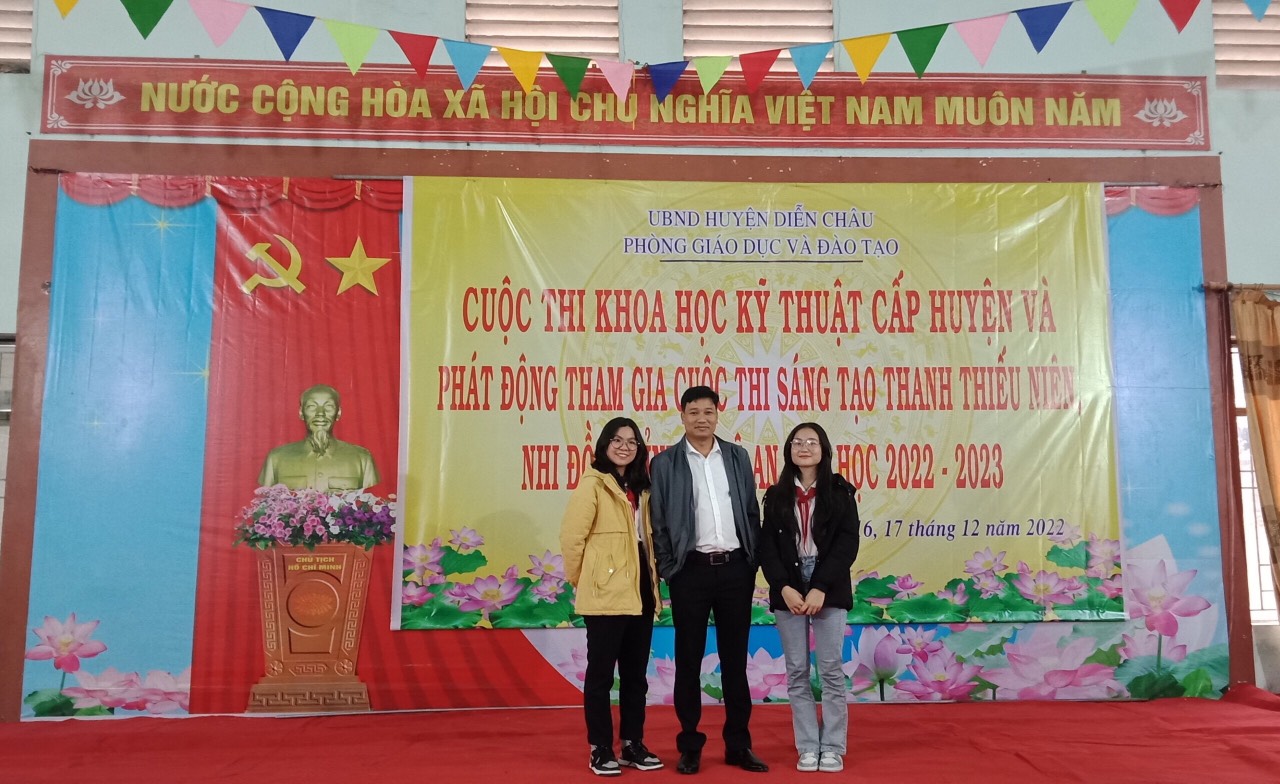 NƯỚC CỘNG HÒA XÃ HỘI CHỦ NGHĨA VIỆT NAM MUÔN NĂM
UBND HUYỆN DIỄN CHÂU
PHÒNG GIÁO DỤC VÀ ĐÀO TẠO
CUỘC THI KHOA HỌC KỸ THUẬT CẤP HUYỆN VÀ
PHÁT ĐỘNG THAM GIA CUỘC THI SÁNG TẠO THANH THIẾU NIÊN
NHI HỌC 2022 - 2023
6, 17 tháng 12 năm 2022
CHỦ TỊCH
HỒ CHÍ MINH